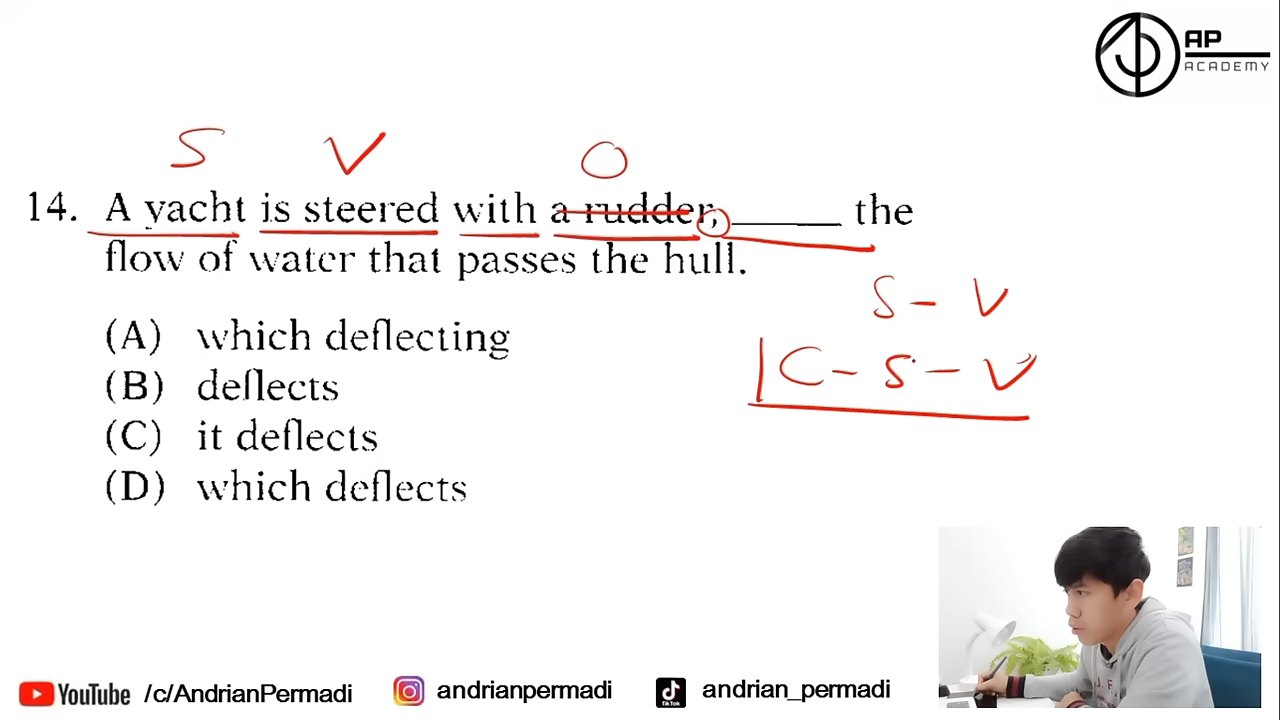 AP
ACADEMY
S V O
14. A yacht is steered with a rudder, ______ the
flow of water that passes the hull.
S - V
C - S - V
(A) which deflecting
(B) deflects
(C) it deflects
(D) which deflects
YouTube /c/AndrianPermadi andrianpermadi TikTok andrian_permadi